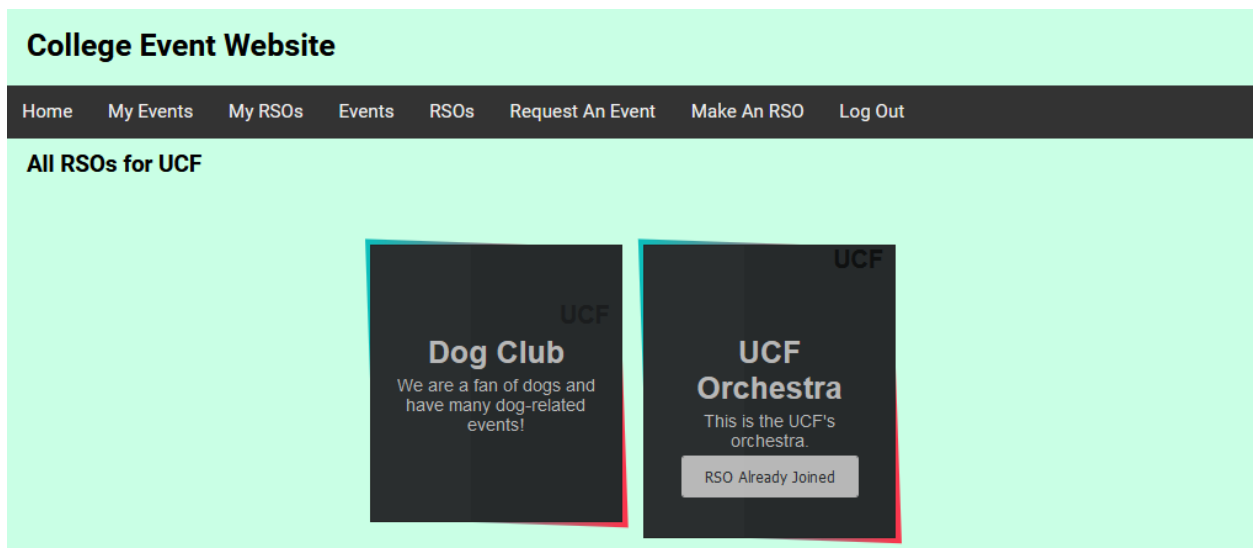 College Event Website
Home My Events My RSOs Events RSOs Request An Event Make An RSO Log Out
All RSOs for UCF
UCF
Dog Club
We are a fan of dogs and
have many dog-related
events!
UCF
UCF
Orchestra
This is the UCF's
orchestra.
RSO Already Joined